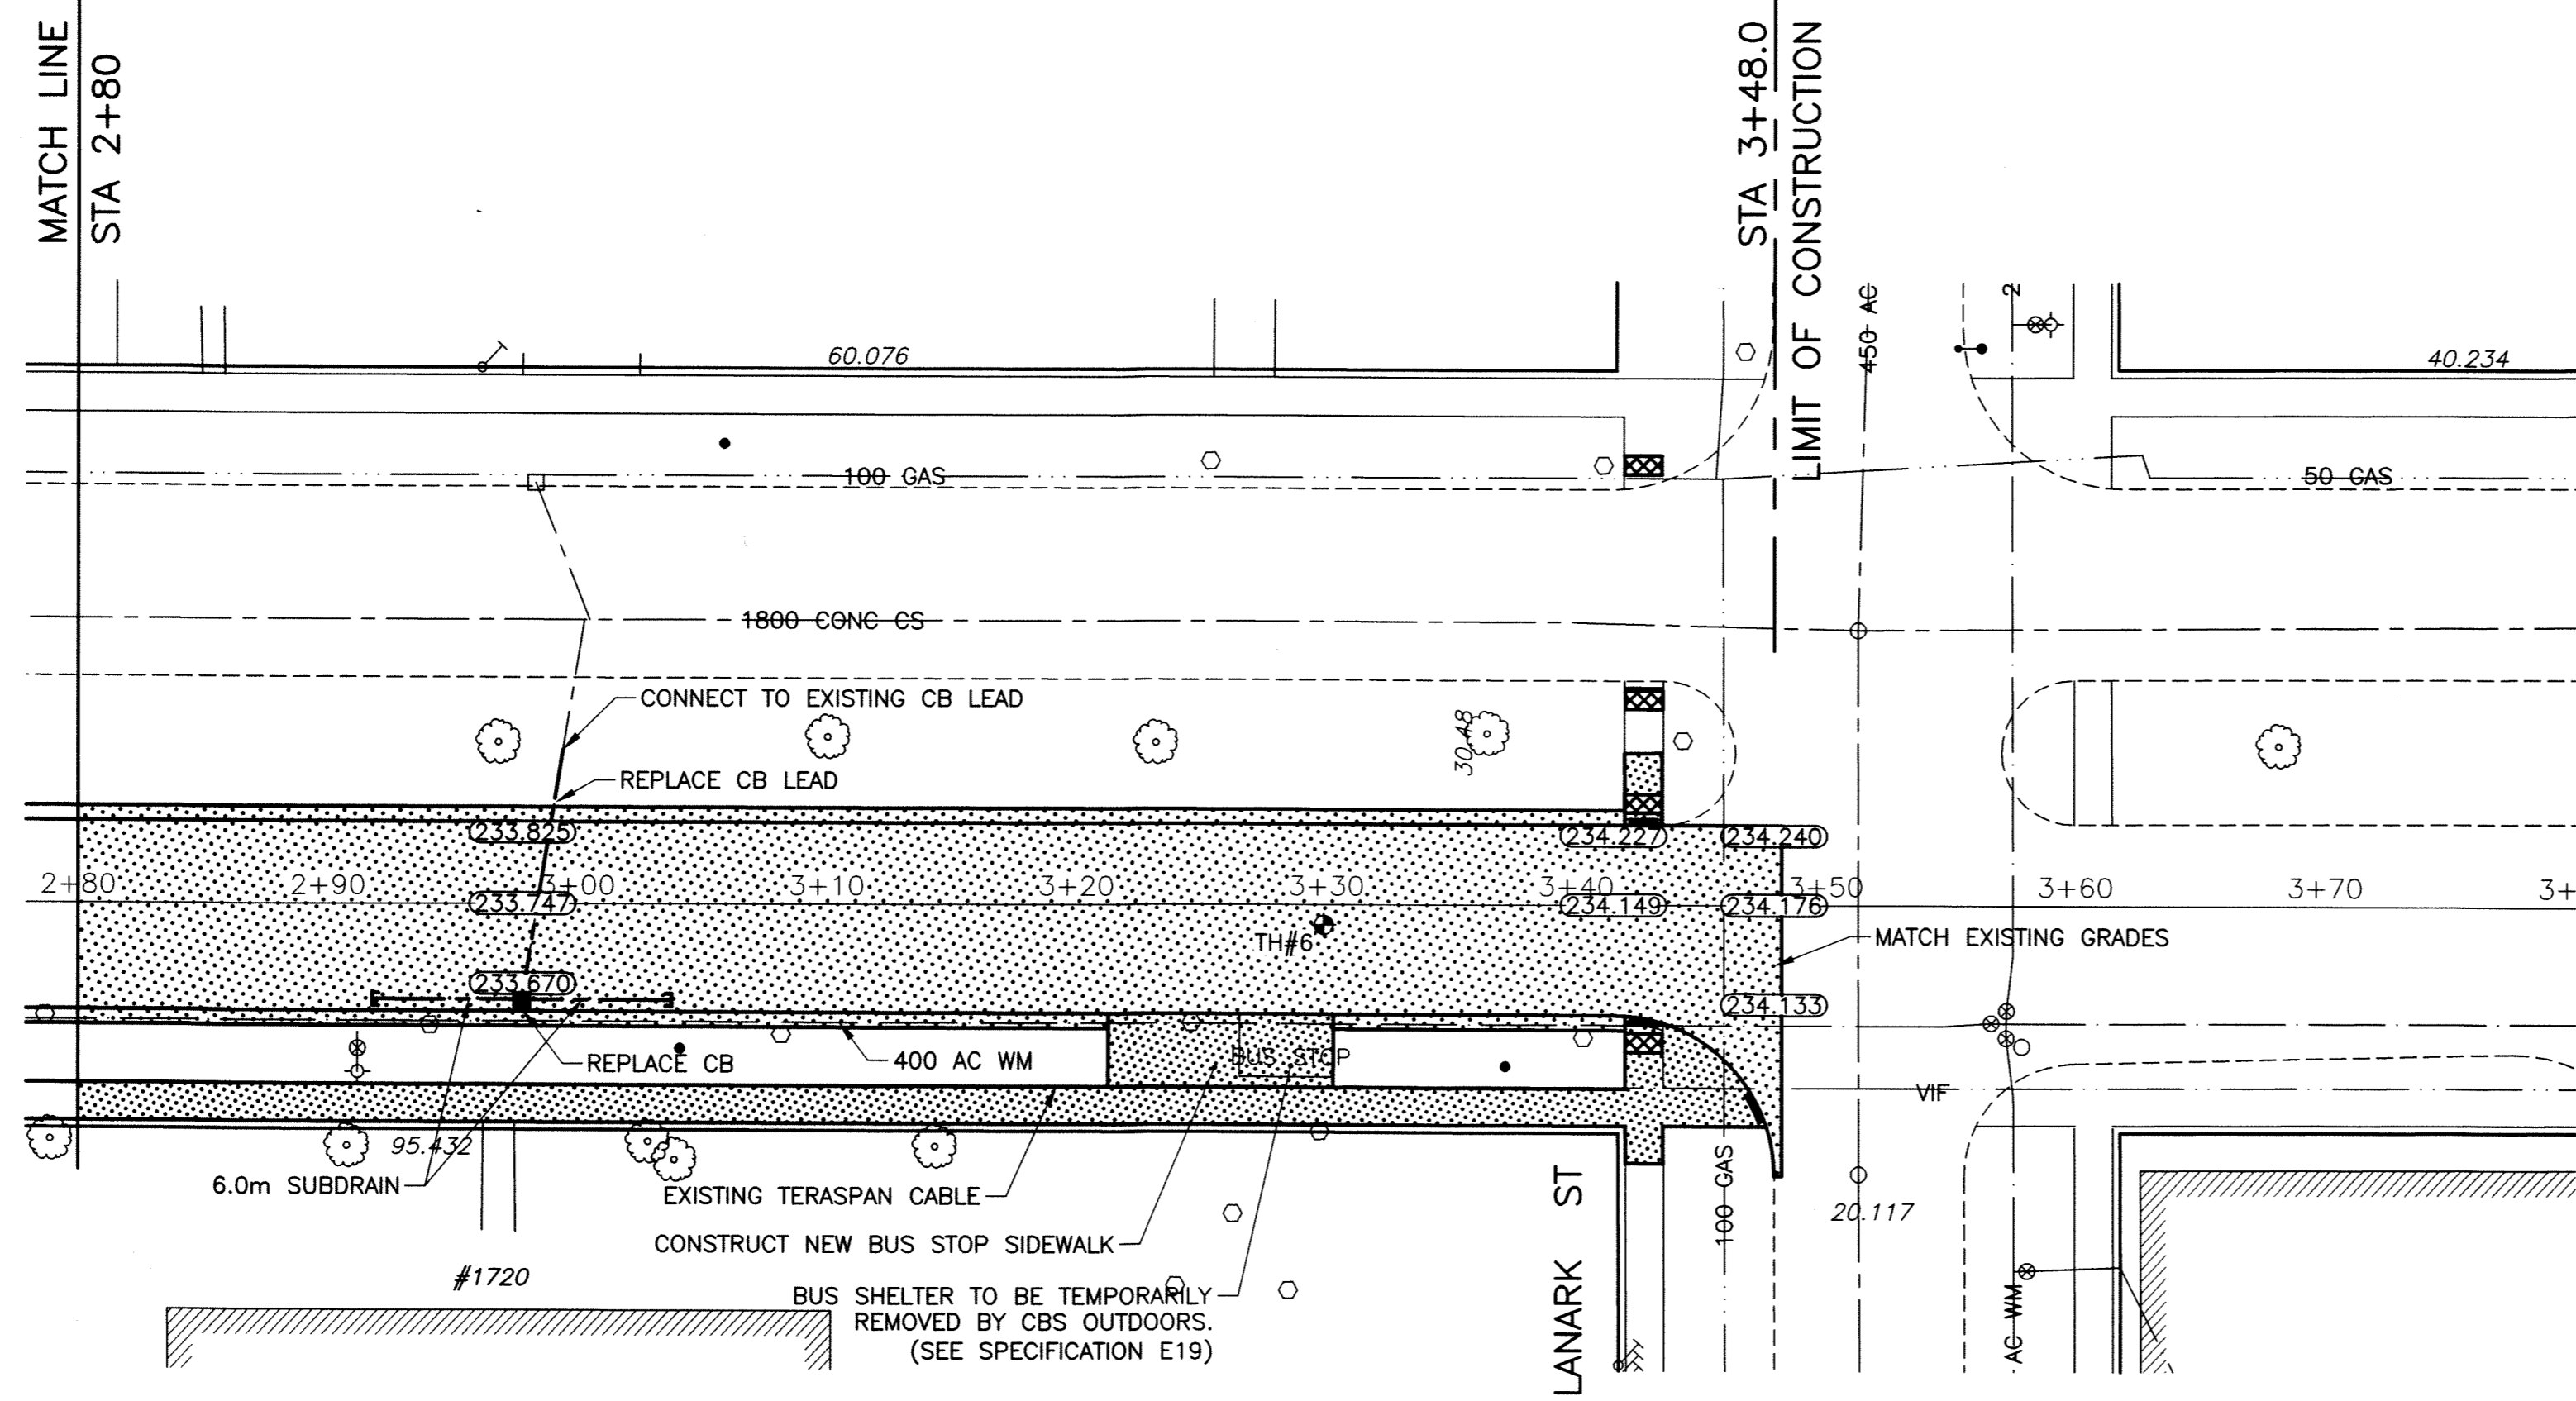 MATCH LINE
STA 2+80
STA 3+48.0
LIMIT OF CONSTRUCTION
450 AC
2
60.076
40.234
100 GAS
50 GAS
1800 CONC CS
CONNECT TO EXISTING CB LEAD
30.48
REPLACE CB LEAD
233.825
234.227
234.240
2+80
2+90
3+00
3+10
3+20
3+30
3+40
3+50
3+60
3+70
3+
233.747
234.149
234.176
TH#6
MATCH EXISTING GRADES
233.670
234.133
REPLACE CB
400 AC WM
BUS STOP
VIF
95.432
6.0m SUBDRAIN
EXISTING TERASPAN CABLE
100 GAS
20.117
CONSTRUCT NEW BUS STOP SIDEWALK
#1720
BUS SHELTER TO BE TEMPORARILY
REMOVED BY CBS OUTDOORS.
(SEE SPECIFICATION E19)
LANARK ST
AC WM